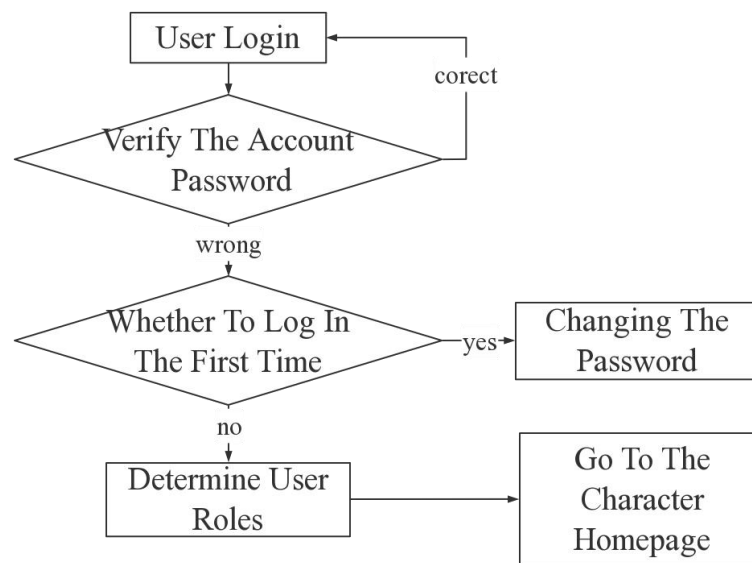 User Login
corect
Verify The Account
Password
wrong
Whether To Log In
The First Time
yes
Changing The
Password
no
Determine User
Roles
Go To The
Character
Homepage